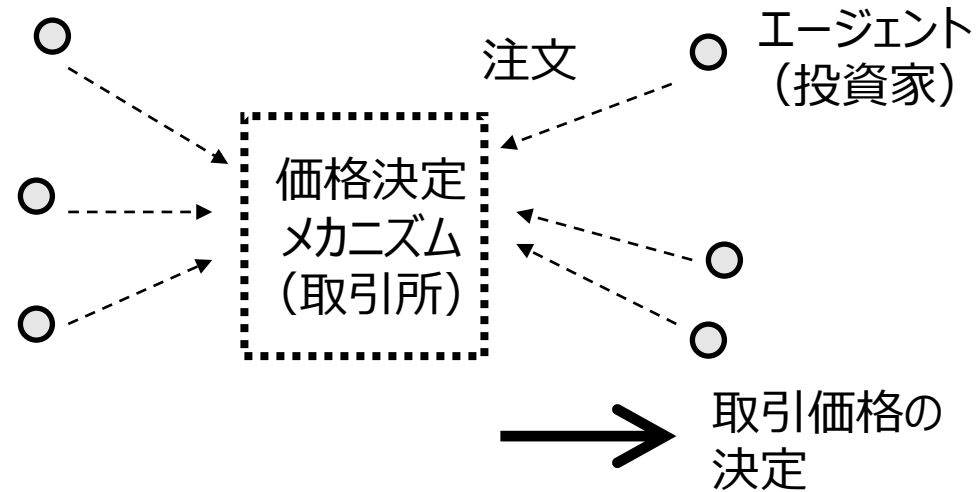 注文
エージェント
（投資家）
価格決定
メカニズム
（取引所）
取引価格の
決定